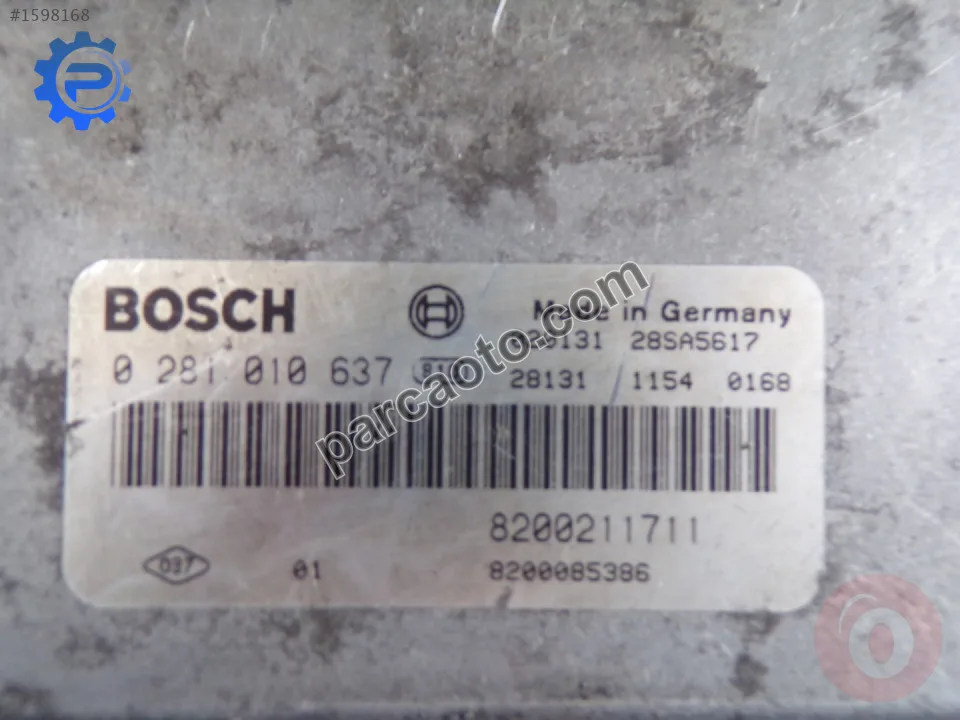 #1598168
P
BOSCH
Made in Germany
28SA5617
0 281 010 637
28131 1154 0168
parcaoto.com
8200211711
01
8200085386
o